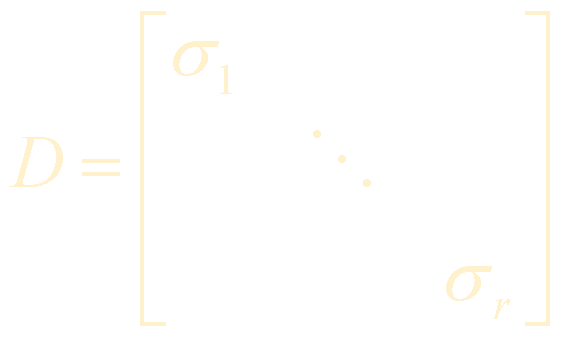 D = [ σ₁
⋱
σᵣ ]